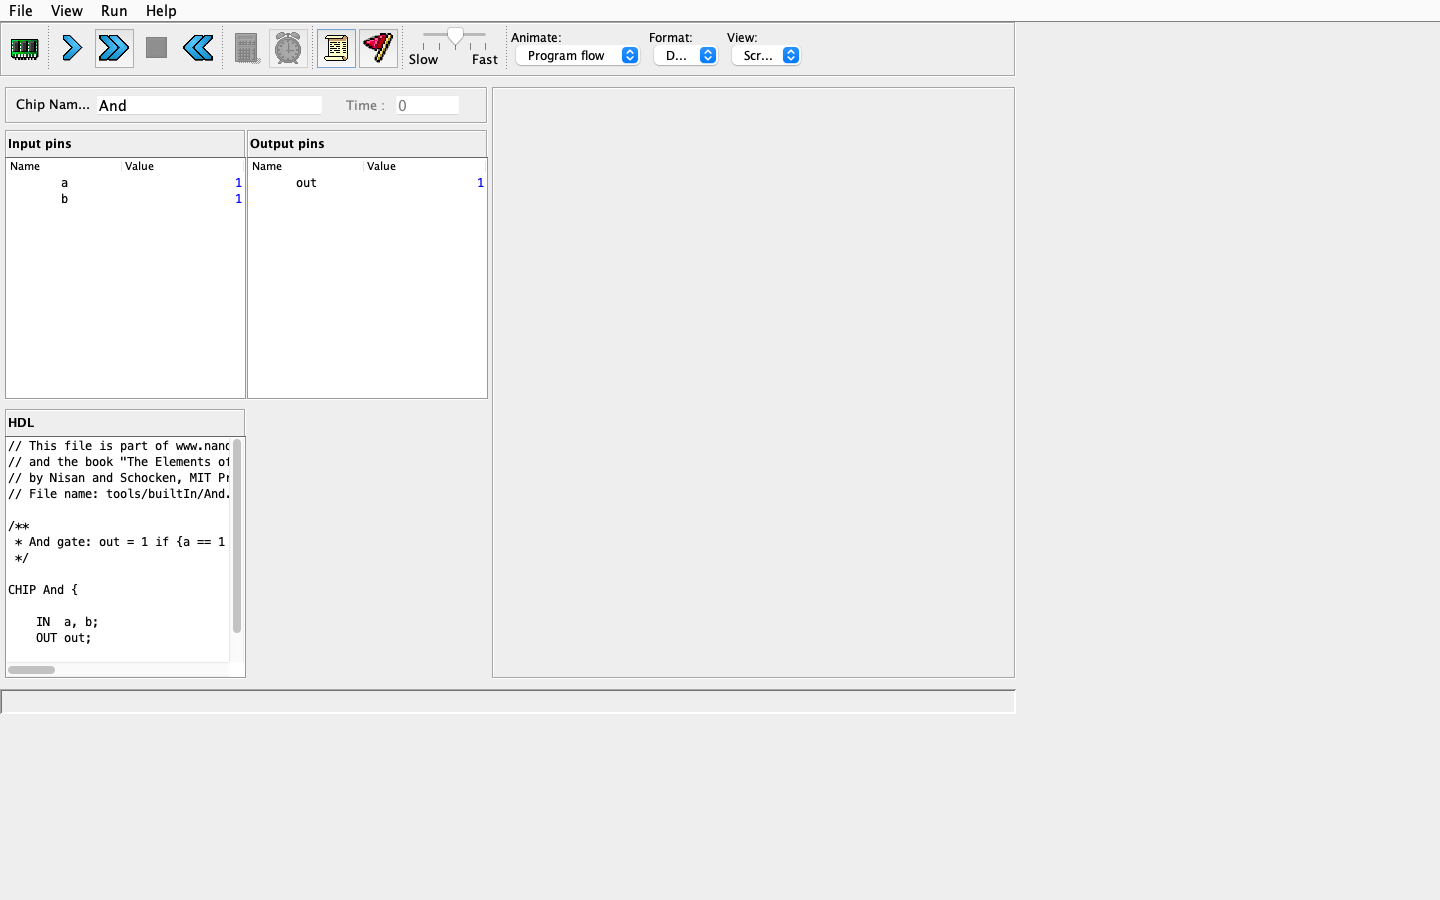 File View Run Help
Slow Fast
Animate: Format: View:
Program flow D... Scr...
Chip Nam... And Time : 0
Input pins Output pins
Name Value Name Value
a 1 out 1
b 1
HDL
// This file is part of www.nand
// and the book "The Elements of
// by Nisan and Schocken, MIT Pr
// File name: tools/builtIn/And.
/**
* And gate: out = 1 if {a == 1
*/
CHIP And {
IN a, b;
OUT out;